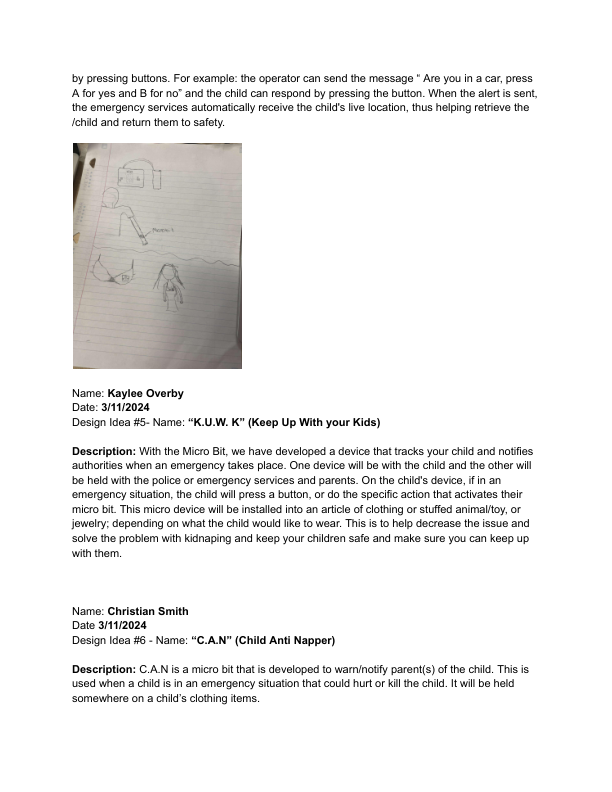 by pressing buttons. For example: the operator can send the message “ Are you in a car, press
A for yes and B for no” and the child can respond by pressing the button. When the alert is sent,
the emergency services automatically receive the child's live location, thus helping retrieve the
/child and return them to safety.
Name: Kaylee Overby
Date: 3/11/2024
Design Idea #5- Name: “K.U.W. K” (Keep Up With your Kids)
Description: With the Micro Bit, we have developed a device that tracks your child and notifies
authorities when an emergency takes place. One device will be with the child and the other will
be held with the police or emergency services and parents. On the child's device, if in an
emergency situation, the child will press a button, or do the specific action that activates their
micro bit. This micro device will be installed into an article of clothing or stuffed animal/toy, or
jewelry; depending on what the child would like to wear. This is to help decrease the issue and
solve the problem with kidnaping and keep your children safe and make sure you can keep up
with them.
Name: Christian Smith
Date 3/11/2024
Design Idea #6 - Name: “C.A.N” (Child Anti Napper)
Description: C.A.N is a micro bit that is developed to warn/notify parent(s) of the child. This is
used when a child is in an emergency situation that could hurt or kill the child. It will be held
somewhere on a child’s clothing items.